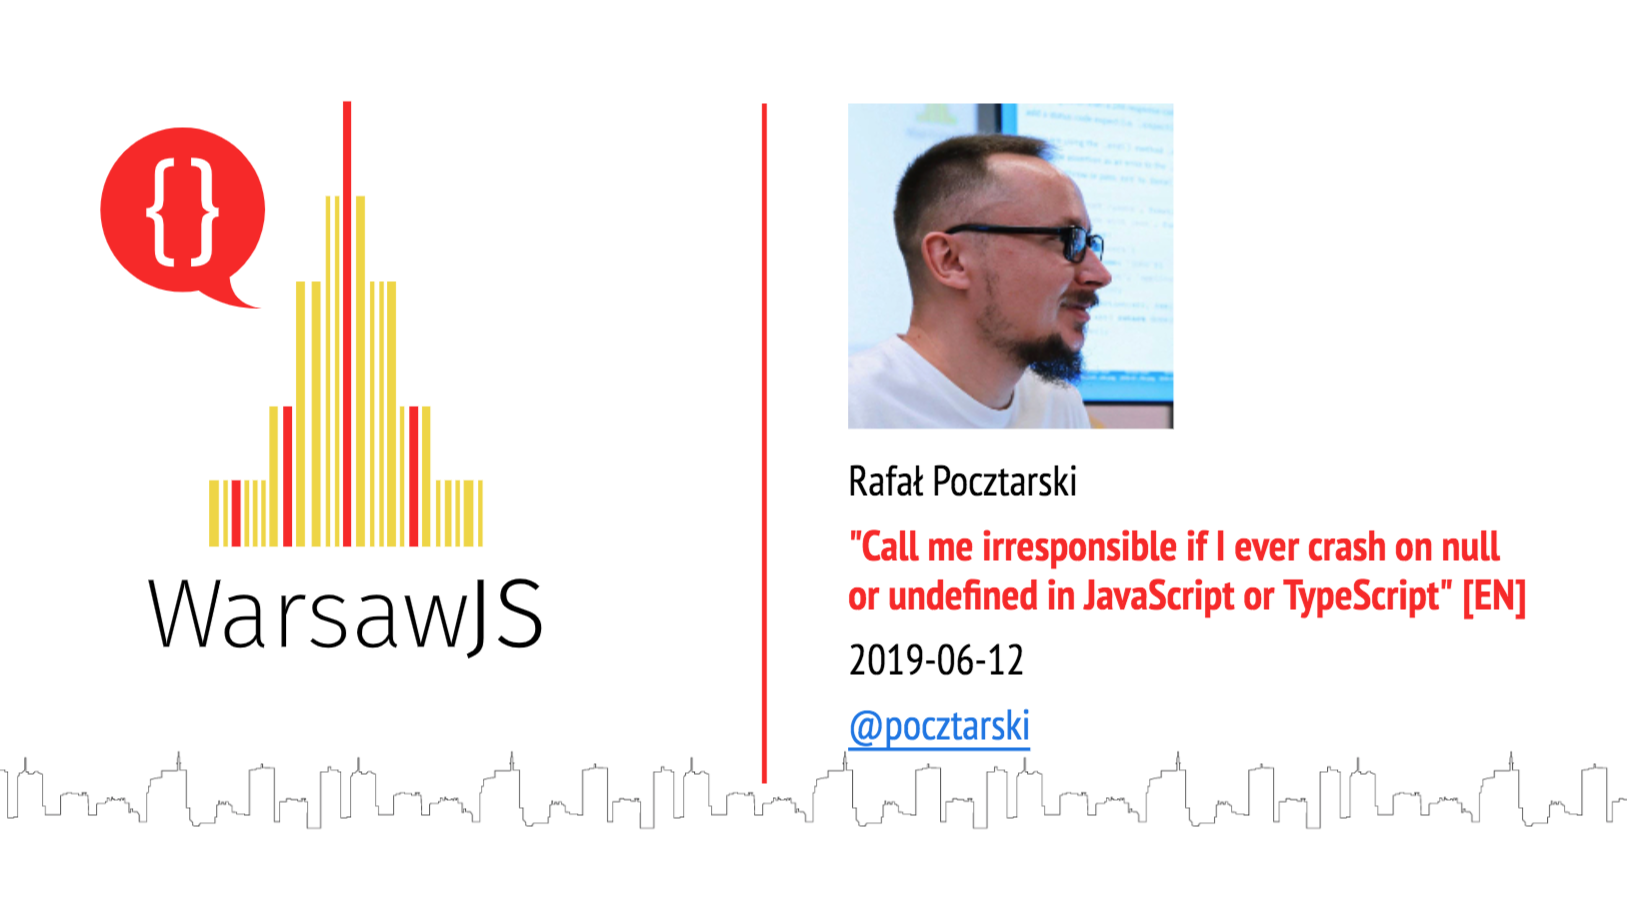 {}
WarsawJS
Rafał Pocztarski
"Call me irresponsible if I ever crash on null
or undefined in JavaScript or TypeScript" [EN]
2019-06-12
@pocztarski